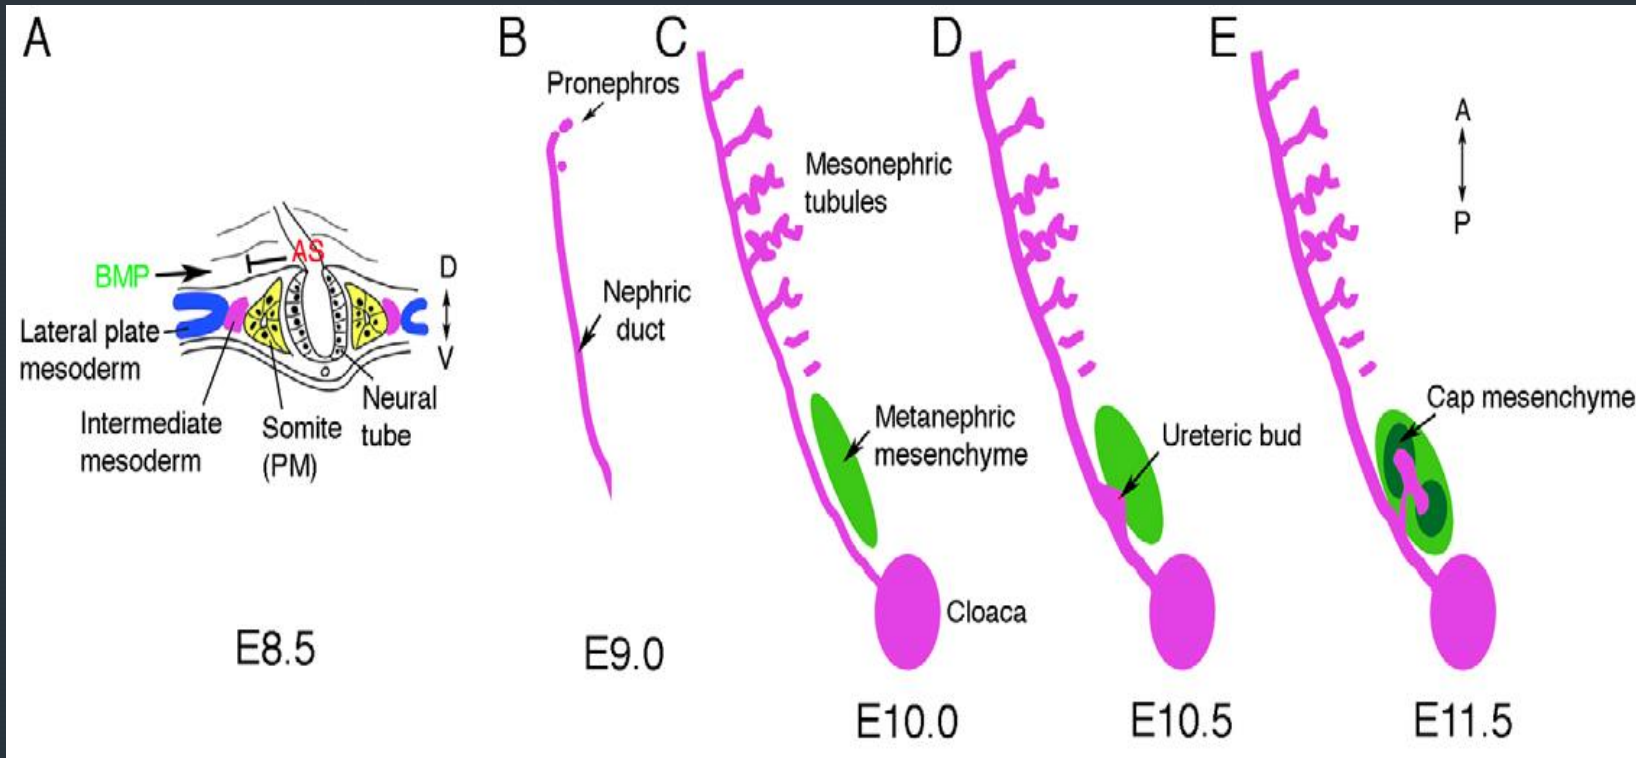 A
BMP
AS
D
V
Lateral plate
mesoderm
Intermediate
mesoderm
Somite
(PM)
Neural
tube
E8.5
B
Pronephros
Nephric
duct
E9.0
C
Mesonephric
tubules
Metanephric
mesenchyme
Cloaca
E10.0
D
Ureteric bud
E10.5
E
A
P
Cap mesenchyme
E11.5